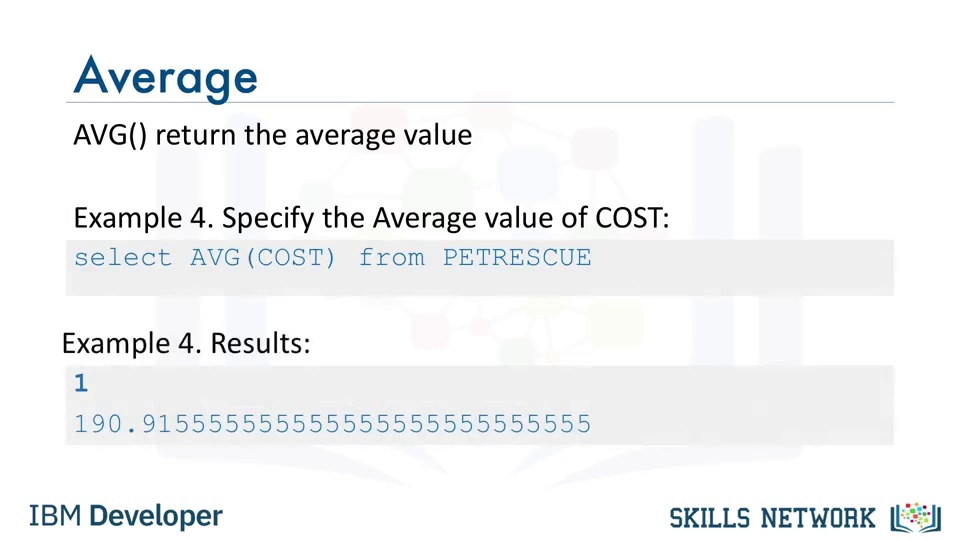 Average
AVG() return the average value
Example 4. Specify the Average value of COST:
select AVG(COST) from PETRESCUE
Example 4. Results:
1
190.915555555555555555555555555
IBM Developer
SKILLS NETWORK